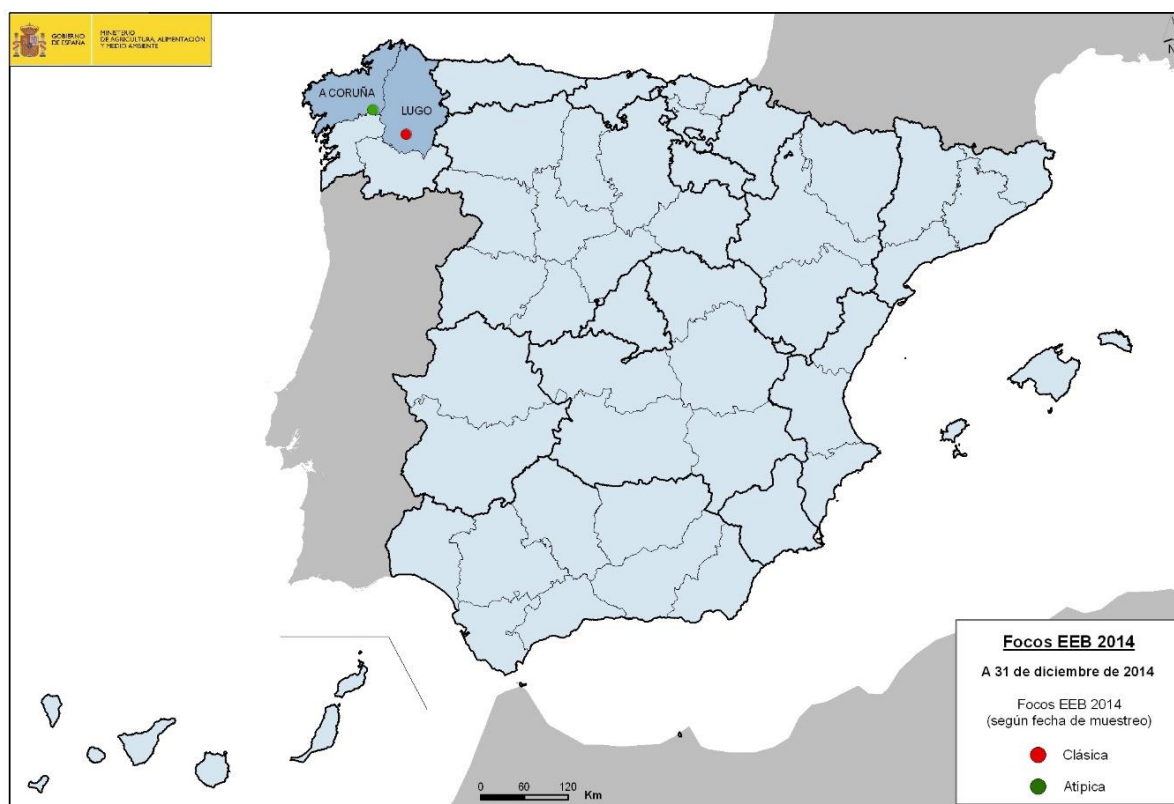 GOBIERNO
DE ESPAÑA
MINISTERIO
DE AGRICULTURA, ALIMENTACIÓN
Y MEDIO AMBIENTE
N
A CORUÑA
LUGO
Focos EEB 2014
A 31 de diciembre de 2014
Focos EEB 2014
(según fecha de muestreo)
Clásica
Atípica
0 60 120
Km